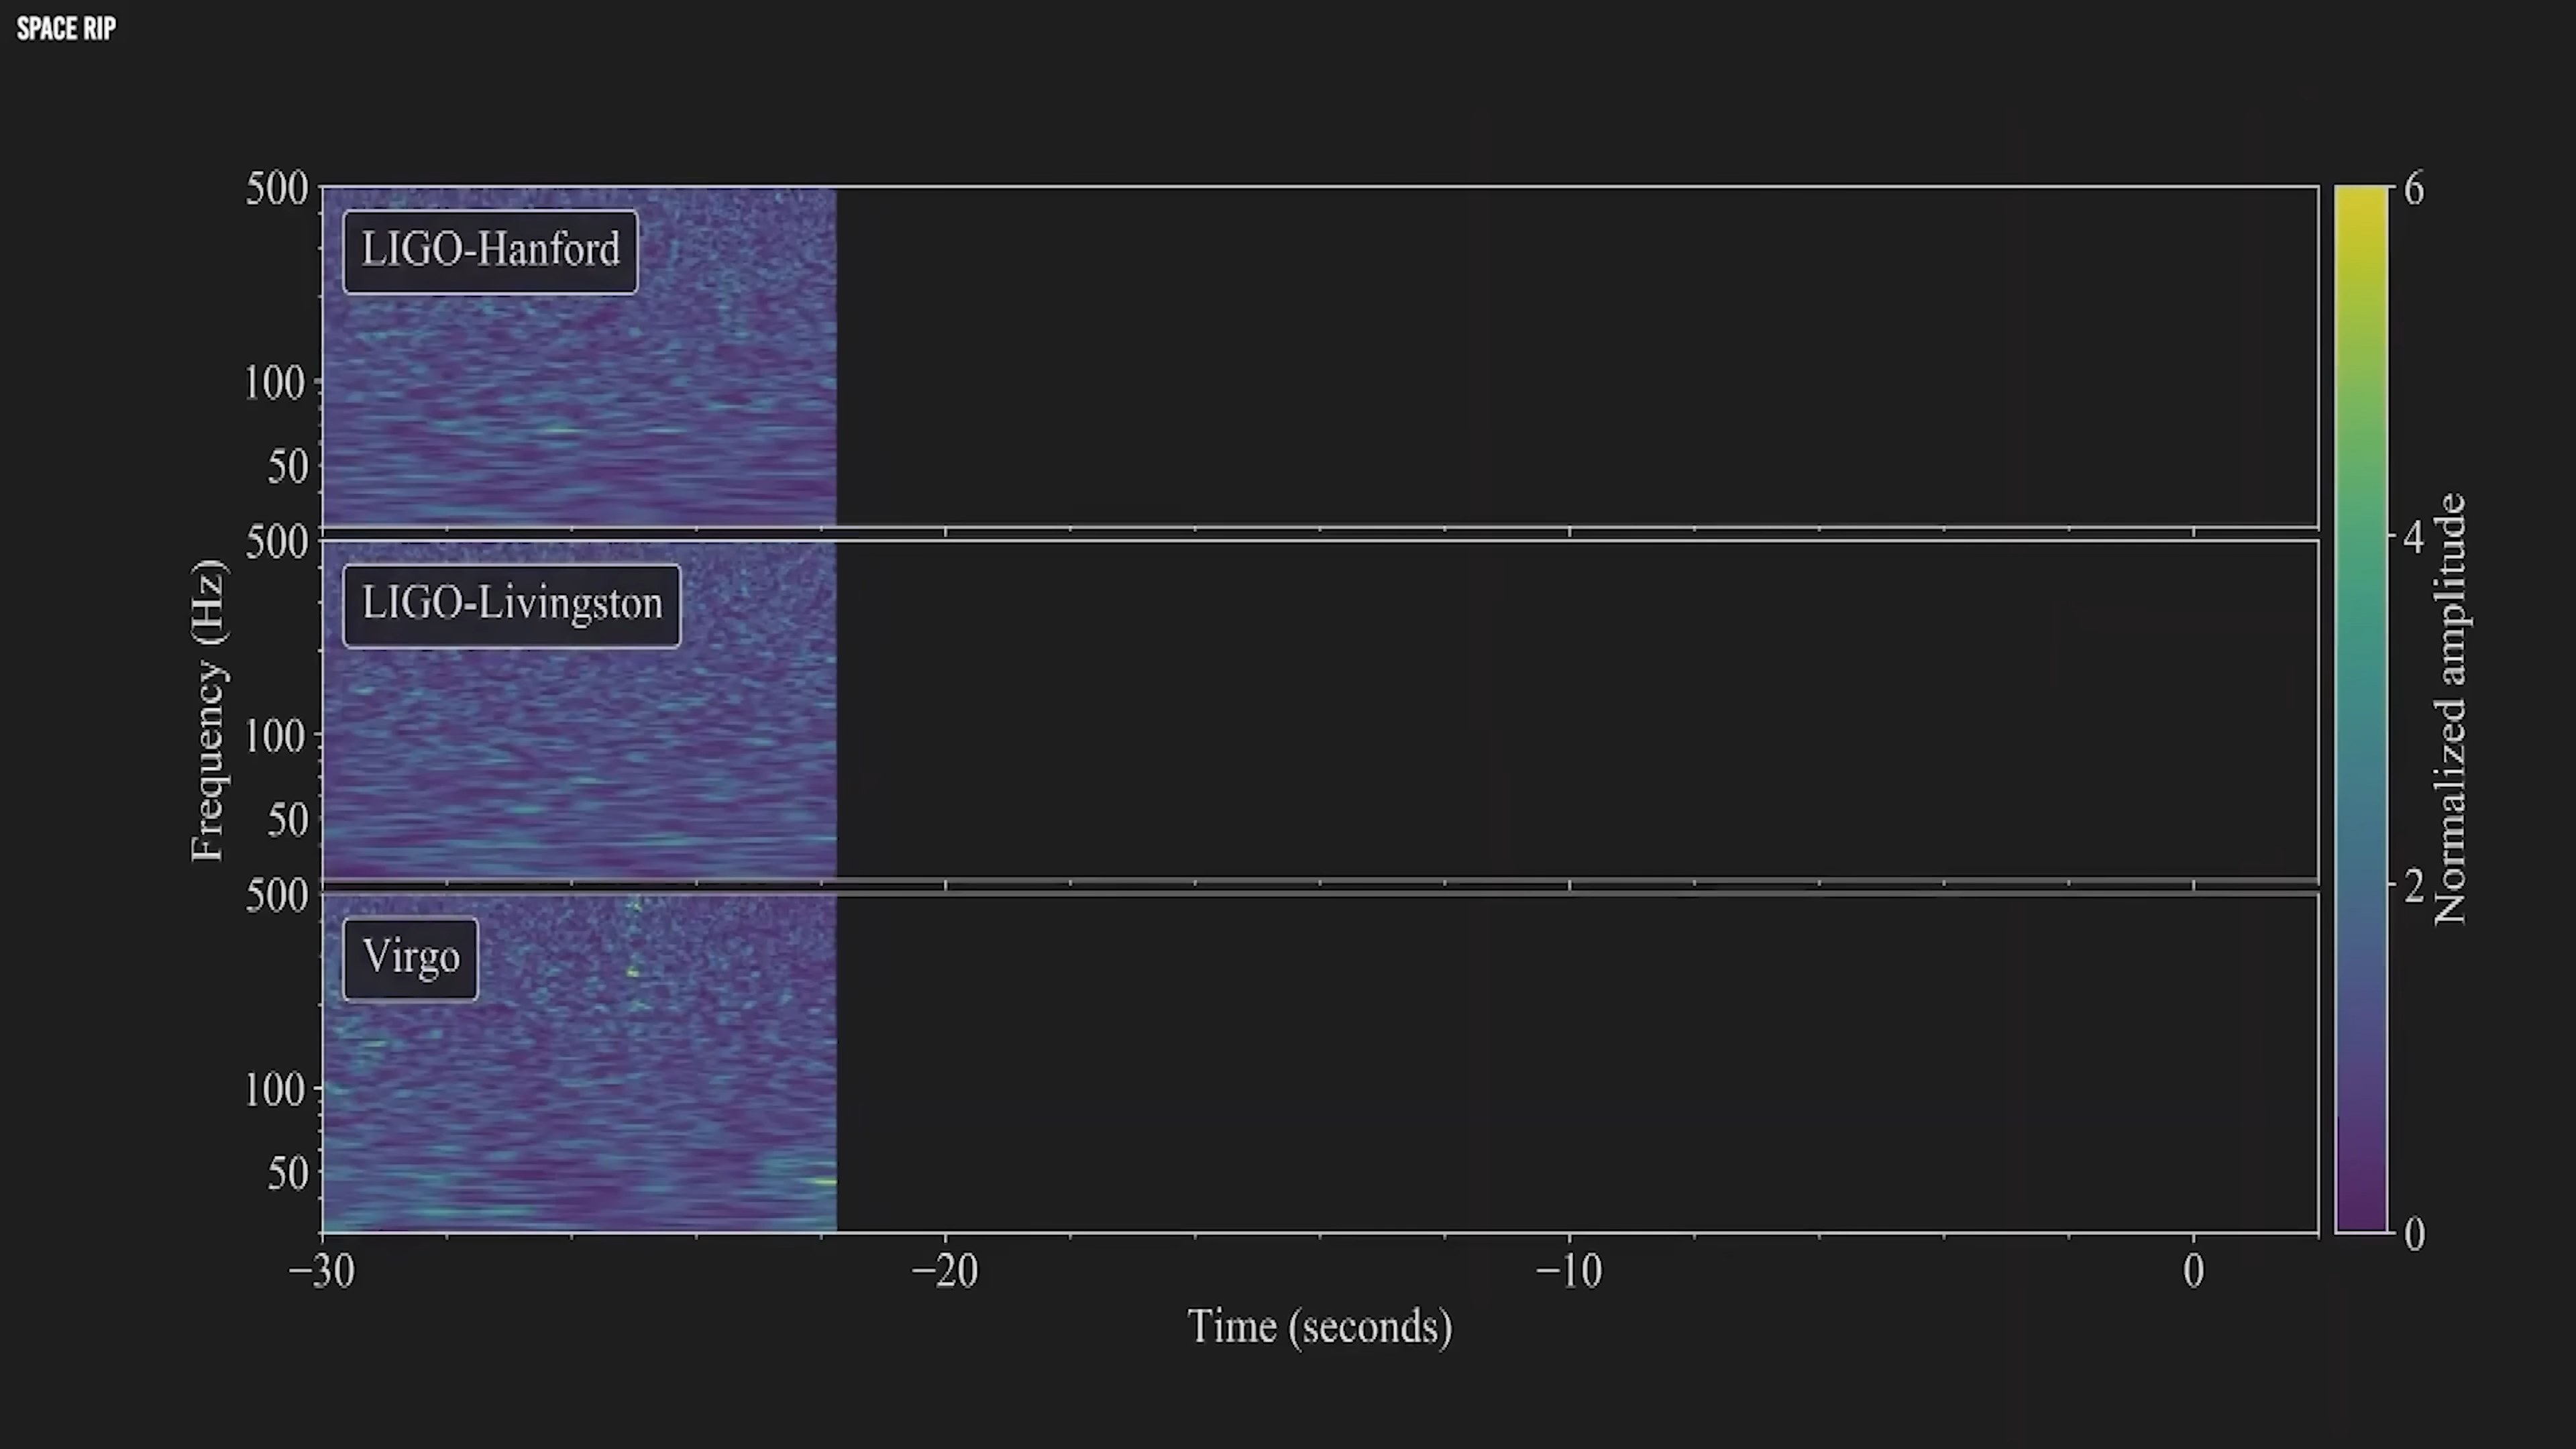 SPACE RIP
500
LIGO-Hanford
100
50
500
LIGO-Livingston
100
50
500
Virgo
100
50
Frequency (Hz)
−30
−20
−10
0
Time (seconds)
6
4
2
0
Normalized amplitude